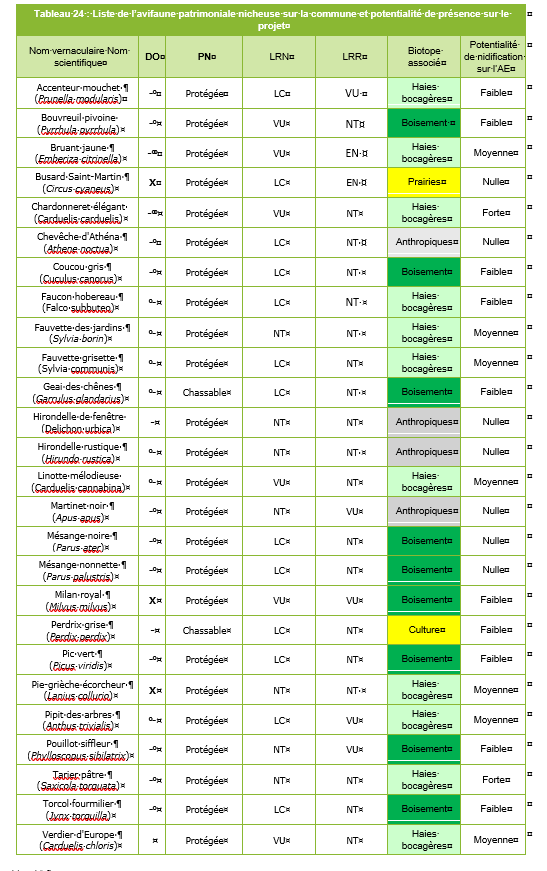 Tableau·24·:·Liste·de·l'avifaune·patrimoniale·nicheuse·sur·la·commune·et·potentialité·de·présence·sur·le·projet¤
Nom·vernaculaire·Nom·scientifique¤ DO¤ PN¤ LRN¤ LRR¤ Biotope·associé¤ Potentialité·de·nidification·sur·l'AE¤
Accenteur·mouchet·¶ -º¤ Protégée¤ LC¤ VU·¤ Haies·bocagères¤ Faible¤
(Prunella·modularis)¤
Bouvreuil·pivoine·¶ -º¤ Protégée¤ VU¤ NT¤ Boisement·¤ Faible¤
(Pyrrhula·pyrrhula)¤
Bruant·jaune·¶ -ºº¤ Protégée¤ VU¤ EN·¤ Haies·bocagères¤ Moyenne¤
(Emberiza·citrinella)¤
Busard·Saint-Martin·¶ X¤ Protégée¤ LC¤ EN·¤ Prairies¤ Nulle¤
(Circus·cyaneus)¤
Chardonneret·élégant· -ºº¤ Protégée¤ VU¤ NT¤ Haies·bocagères¤ Forte¤
(Carduelis·carduelis)¤
Chevêche·d'Athéna·¶ -º¤ Protégée¤ LC¤ NT·¤ Anthropiques¤ Nulle¤
(Athene·noctua)¤
Coucou·gris·¶ -º¤ Protégée¤ LC¤ NT·¤ Boisement¤ Faible¤
(Cuculus·canorus)¤
Faucon·hobereau·¶ º-¤ Protégée¤ LC¤ NT·¤ Haies·bocagères¤ Faible¤
(Falco·subbuteo)¤
Fauvette·des·jardins·¶ º-¤ Protégée¤ NT¤ NT·¤ Haies·bocagères¤ Moyenne¤
(Sylvia·borin)¤
Fauvette·grisette·¶ º-¤ Protégée¤ LC¤ NT¤ Haies·bocagères¤ Moyenne¤
(Sylvia·communis)¤
Geai·des·chênes·¶ º-¤ Chassable¤ LC¤ NT·¤ Boisement¤ Faible¤
(Garrulus·glandarius)¤
Hirondelle·de·fenêtre· -¤ Protégée¤ NT¤ NT¤ Anthropiques¤ Nulle¤
(Delichon·urbica)¤
Hirondelle·rustique·¶ º-¤ Protégée¤ NT¤ NT·¤ Anthropiques¤ Nulle¤
(Hirundo·rustica)¤
Linotte·mélodieuse· º-¤ Protégée¤ VU¤ NT¤ Haies·bocagères¤ Moyenne¤
(Carduelis·cannabina)¤
Martinet·noir·¶ -º¤ Protégée¤ NT¤ VU¤ Anthropiques¤ Nulle¤
(Apus·apus)¤
Mésange·noire·¶ -º¤ Protégée¤ LC¤ NT¤ Boisement¤ Nulle¤
(Parus·ater)¤
Mésange·nonnette·¶ -º¤ Protégée¤ LC¤ NT¤ Boisement¤ Nulle¤
(Parus·palustris)¤
Milan·royal·¶ X¤ Protégée¤ VU¤ VU¤ Boisement¤ Faible¤
(Milvus·milvus)¤
Perdrix·grise·¶ -¤ Chassable¤ LC¤ NT¤ Culture¤ Faible¤
(Perdix·perdix)¤
Pic·vert·¶ -º¤ Protégée¤ LC¤ NT¤ Boisement¤ Faible¤
(Picus·viridis)¤
Pie-grièche·écorcheur·¶ X¤ Protégée¤ NT¤ NT·¤ Haies·bocagères¤ Moyenne¤
(Lanius·collurio)¤
Pipit·des·arbres·¶ º-¤ Protégée¤ LC¤ VU¤ Haies·bocagères¤ Moyenne¤
(Anthus·trivialis)¤
Pouillot·siffleur·¶ -º¤ Protégée¤ NT¤ VU¤ Boisement¤ Faible¤
(Phylloscopus·sibilatrix)¤
Tarier·pâtre·¶ -º¤ Protégée¤ NT¤ NT¤ Haies·bocagères¤ Forte¤
(Saxicola·torquata)¤
Torcol·fourmilier·¶ -º¤ Protégée¤ LC¤ NT¤ Boisement¤ Faible¤
(Jynx·torquilla)¤
Verdier·d'Europe·¶ ¤ Protégée¤ VU¤ NT¤ Haies·bocagères¤ Moyenne¤
(Carduelis·chloris)¤